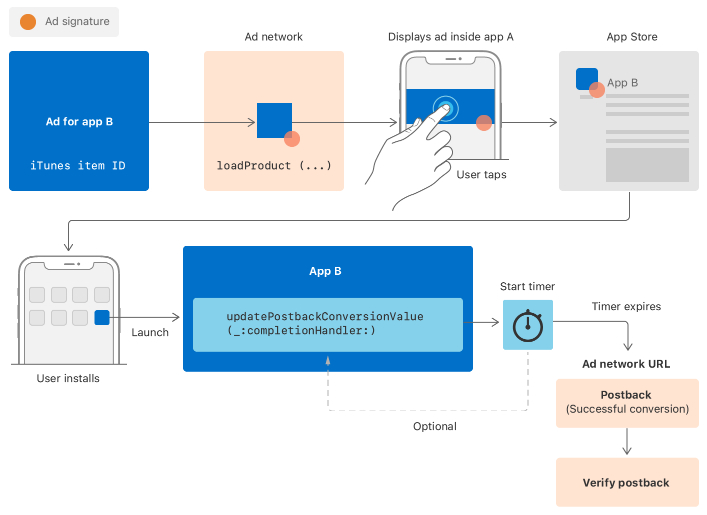 Ad signature
Ad network
Displays ad inside app A
App Store
Ad for app B
iTunes item ID
loadProduct (...)
User taps
App B
User installs
Launch
App B
updatePostbackConversionValue
(_:completionHandler:)
Start timer
Optional
Timer expires
Ad network URL
Postback
(Successful conversion)
Verify postback